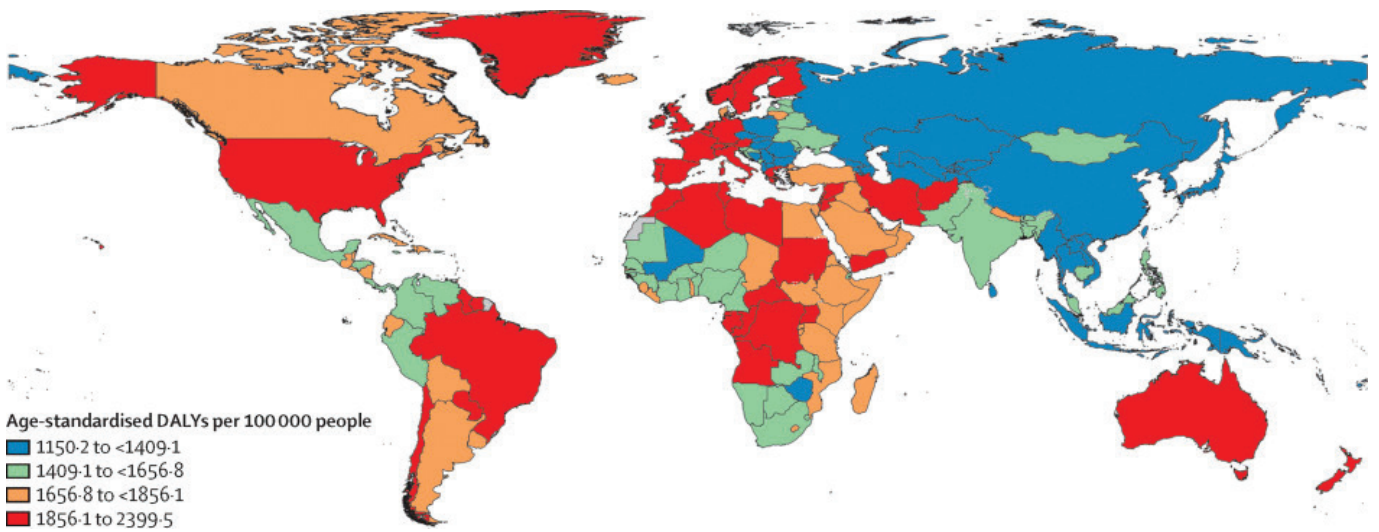 Age-standardised DALYs per 100 000 people
1150·2 to <1409·1
1409·1 to <1656·8
1656·8 to <1856·1
1856·1 to 2399·5